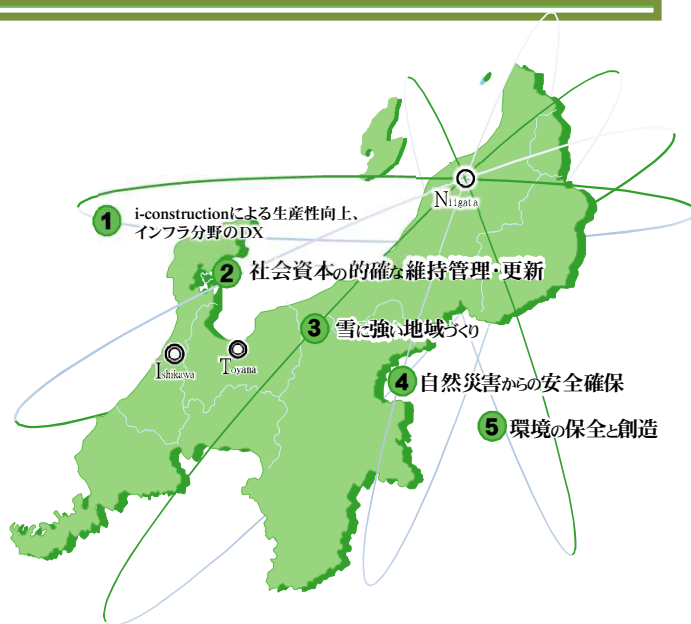 Niigata
1 i-constructionによる生産性向上、
インフラ分野のDX
2 社会資本の的確な維持管理・更新
3 雪に強い地域づくり
Ishikawa
Toyama
4 自然災害からの安全確保
5 環境の保全と創造